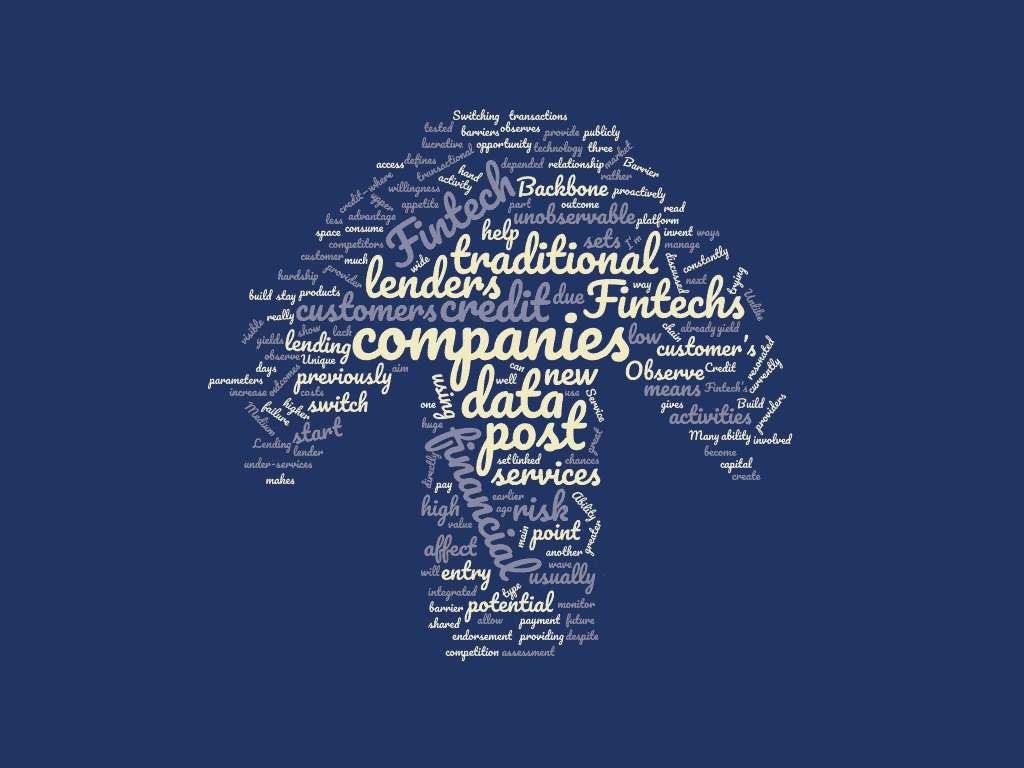 Switching transactions
tested barriers observes provide publicly
lucrative opportunity technology three market
access defines transactional depended relationship rather Barrier
credit—where upper willingness hand activity Fintech Backbone proactively
appetite part outcome read
less advantage unobservable platform
space consume help sets I'm invent ways
competitors traditional manage
customer much wide discussed constantly
hardship provider lenders way next trying
build stay products due Fintechs Unlike
really customers credit
visible show lack companies low chain already yield
yields lending customer's resonated
observe Unique can
days previously aim well new Observe Credit currently
parameters outcomes means Fintech's
increase costs using data use
higher switch one Service gives Build providers
Medium failure huge post activities
start great Many ability involved
Lending lender financial become
under-services directly set linked chances capital
makes pay services create
earlier Ability
high ago risk
value main point greater
affect another
will entry wave usually
integrated type
barrier potential monitor
shared allow payment future
endorsement providing despite
competition assessment